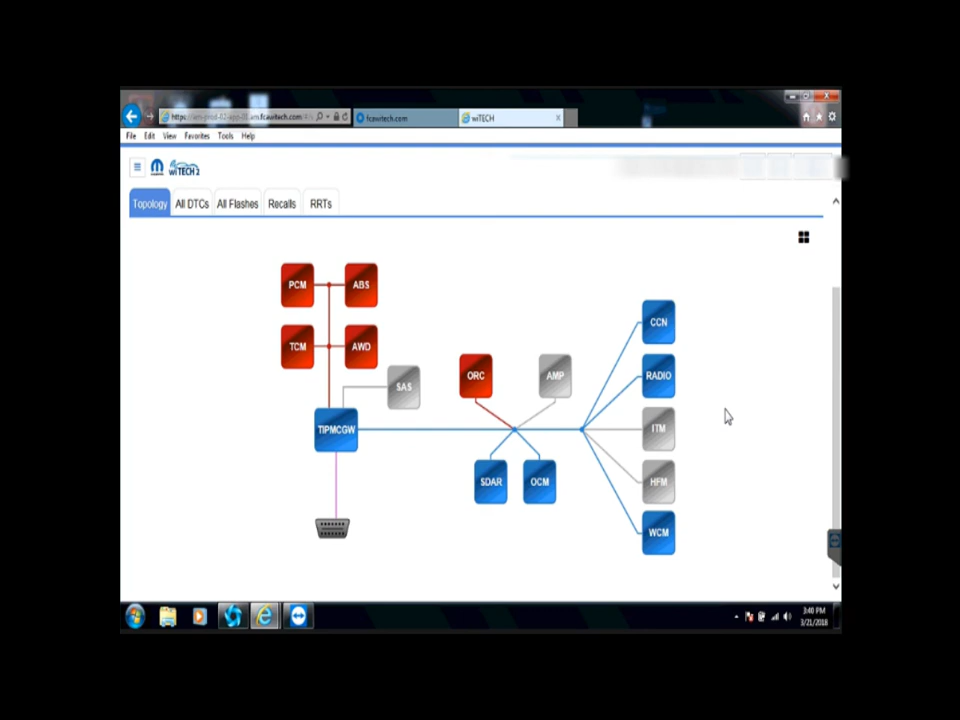 fcawitech.com
wiTECH
File Edit View Favorites Tools Help
wiTECH 2
Topology All DTCs All Flashes Recalls RRTs
PCM ABS
TCM AWD
SAS
TIPMCGW
ORC AMP
SDAR OCM
CCN
RADIO
ITM
HFM
WCM
3:40 PM
3/21/2018